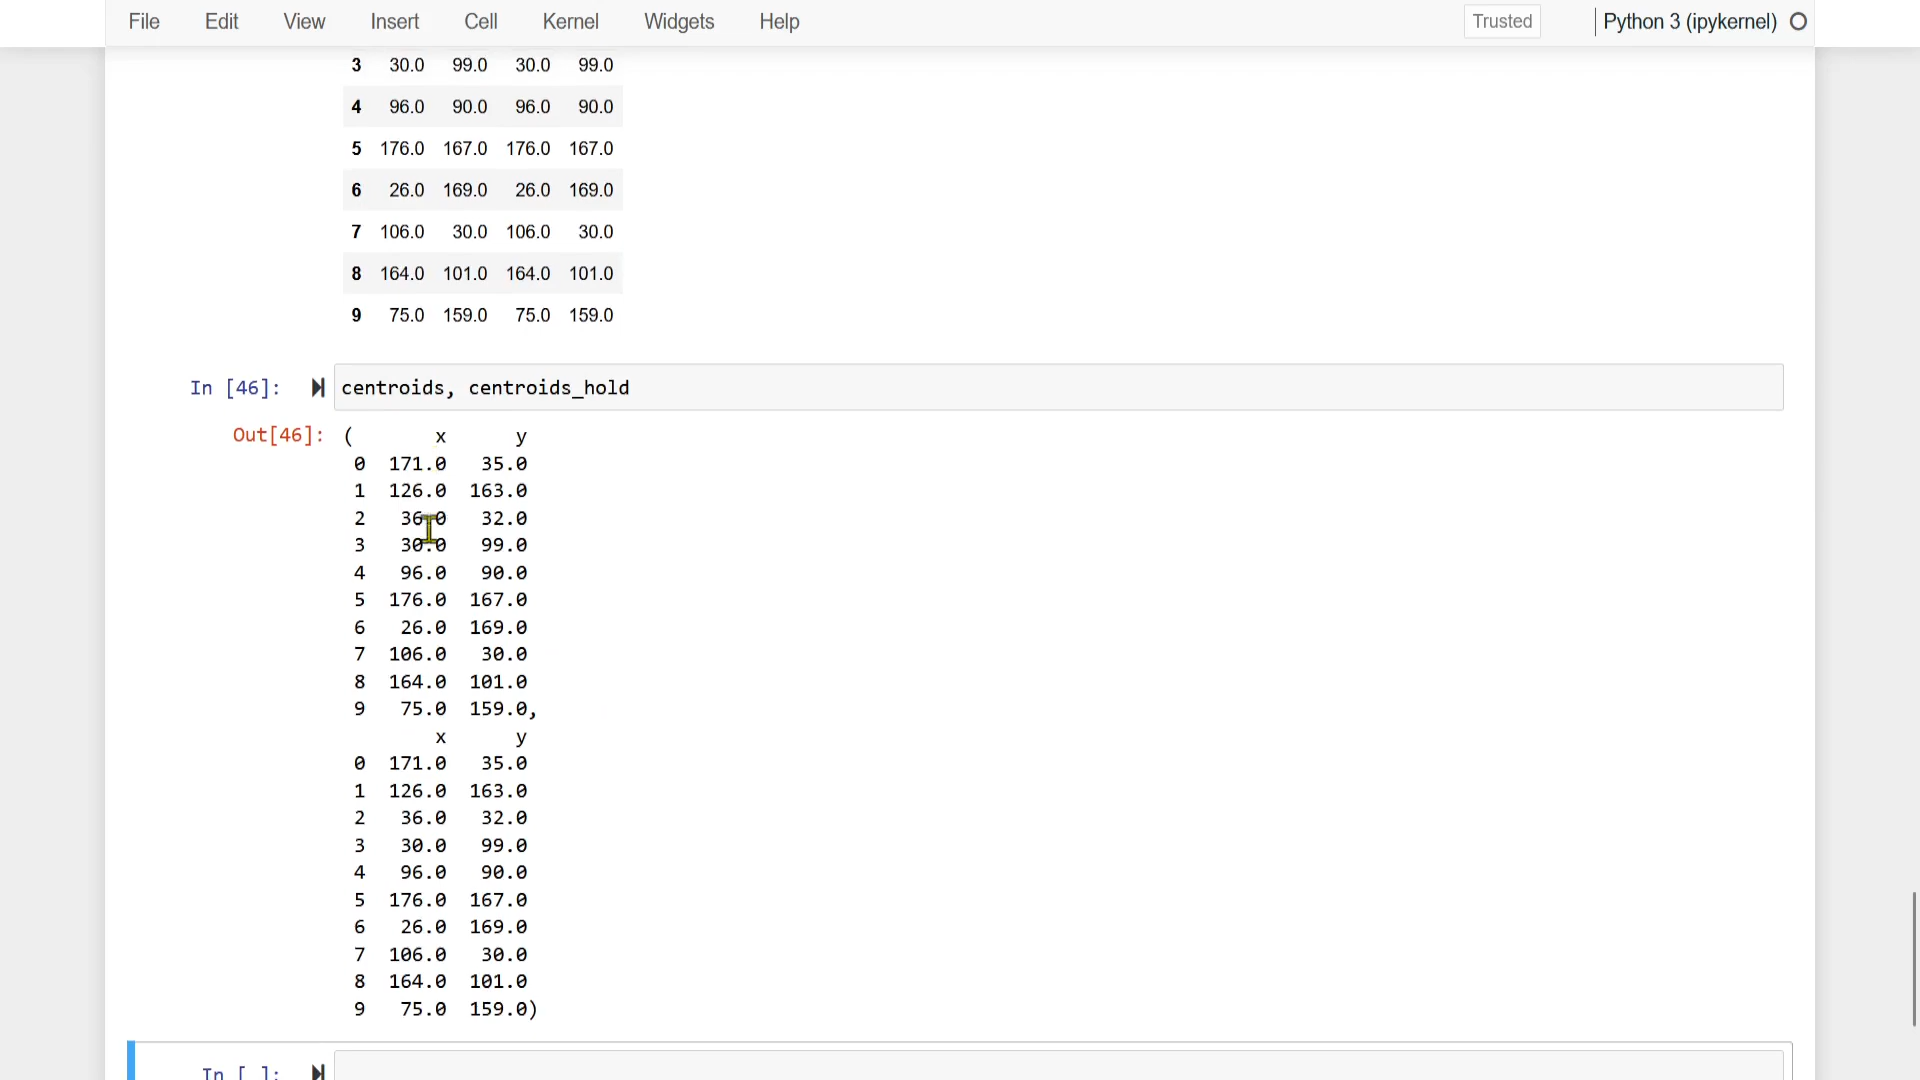 File Edit View Insert Cell Kernel Widgets Help Trusted Python 3 (ipykernel)
3 30.0 99.0 30.0 99.0
4 96.0 90.0 96.0 90.0
5 176.0 167.0 176.0 167.0
6 26.0 169.0 26.0 169.0
7 106.0 30.0 106.0 30.0
8 164.0 101.0 164.0 101.0
9 75.0 159.0 75.0 159.0
In [46]: centroids, centroids_hold
Out[46]: ( x y
0 171.0 35.0
1 126.0 163.0
2 36.0 32.0
3 30.0 99.0
4 96.0 90.0
5 176.0 167.0
6 26.0 169.0
7 106.0 30.0
8 164.0 101.0
9 75.0 159.0,
x y
0 171.0 35.0
1 126.0 163.0
2 36.0 32.0
3 30.0 99.0
4 96.0 90.0
5 176.0 167.0
6 26.0 169.0
7 106.0 30.0
8 164.0 101.0
9 75.0 159.0)
In [ ]: